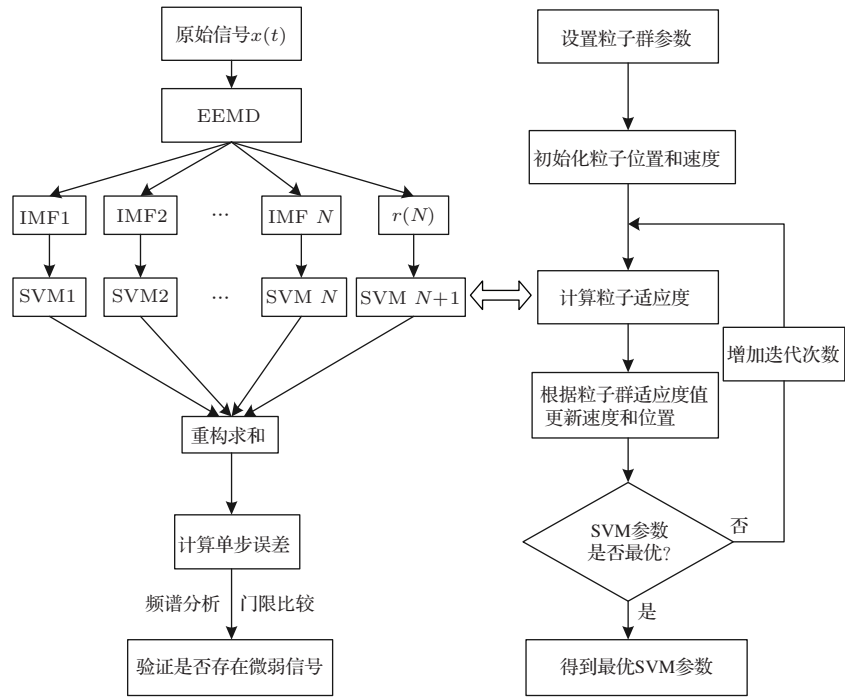 原始信号x(t)
EEMD
IMF1
IMF2
...
IMF N
r(N)
SVM1
SVM2
...
SVM N
SVM N+1
重构求和
计算单步误差
频谱分析
门限比较
验证是否存在微弱信号
设置粒子群参数
初始化粒子位置和速度
计算粒子适应度
增加迭代次数
根据粒子群适应度值
更新速度和位置
SVM参数
是否最优?
否
是
得到最优SVM参数